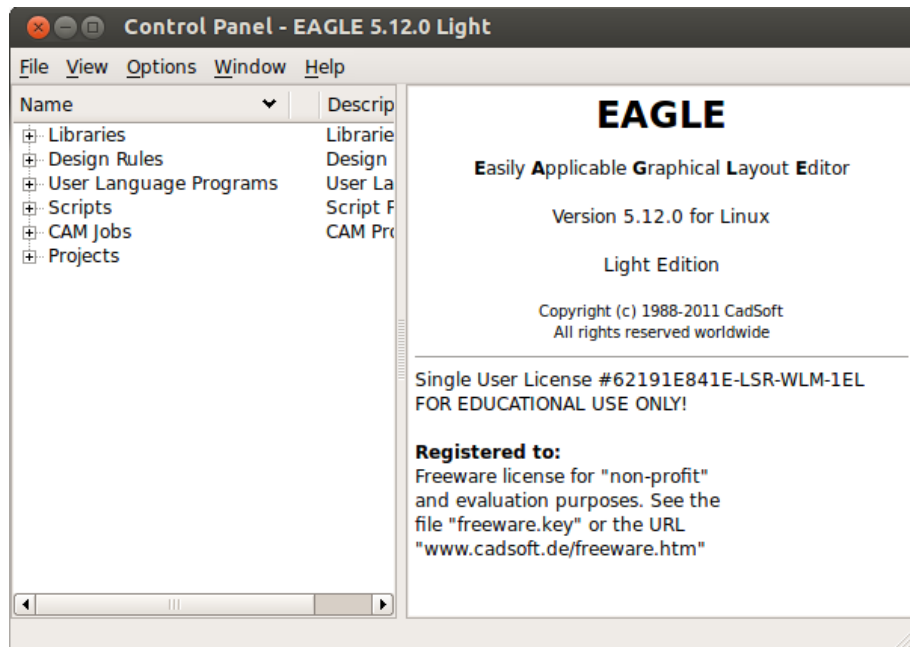 Control Panel - EAGLE 5.12.0 Light
File View Options Window Help
Name Descrip
Libraries Librarie
Design Rules Design
User Language Programs User La
Scripts Script F
CAM Jobs CAM Pro
Projects
EAGLE
Easily Applicable Graphical Layout Editor
Version 5.12.0 for Linux
Light Edition
Copyright (c) 1988-2011 CadSoft
All rights reserved worldwide
Single User License #62191E841E-LSR-WLM-1EL
FOR EDUCATIONAL USE ONLY!
Registered to:
Freeware license for "non-profit"
and evaluation purposes. See the
file "freeware.key" or the URL
"www.cadsoft.de/freeware.htm"